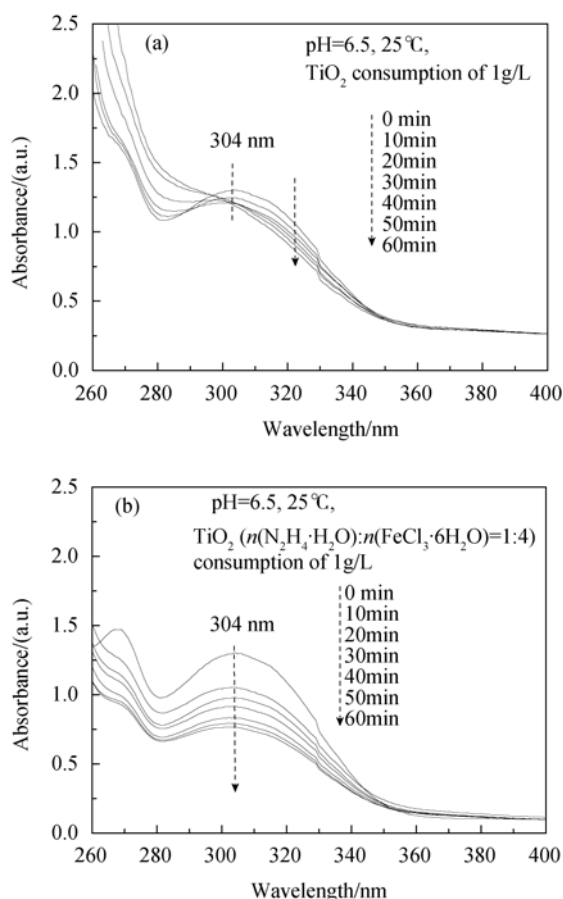 (a)
pH=6.5, 25℃,
TiO₂ consumption of 1g/L
304 nm
0 min
10min
20min
30min
40min
50min
60min
2.5
2.0
1.5
1.0
0.5
0.0
Absorbance/(a.u.)
260 280 300 320 340 360 380 400
Wavelength/nm
(b)
pH=6.5, 25℃,
TiO₂ (n(N₂H₄·H₂O):n(FeCl₃·6H₂O)=1:4)
consumption of 1g/L
304 nm
0 min
10min
20min
30min
40min
50min
60min
2.5
2.0
1.5
1.0
0.5
0.0
Absorbance/(a.u.)
260 280 300 320 340 360 380 400
Wavelength/nm